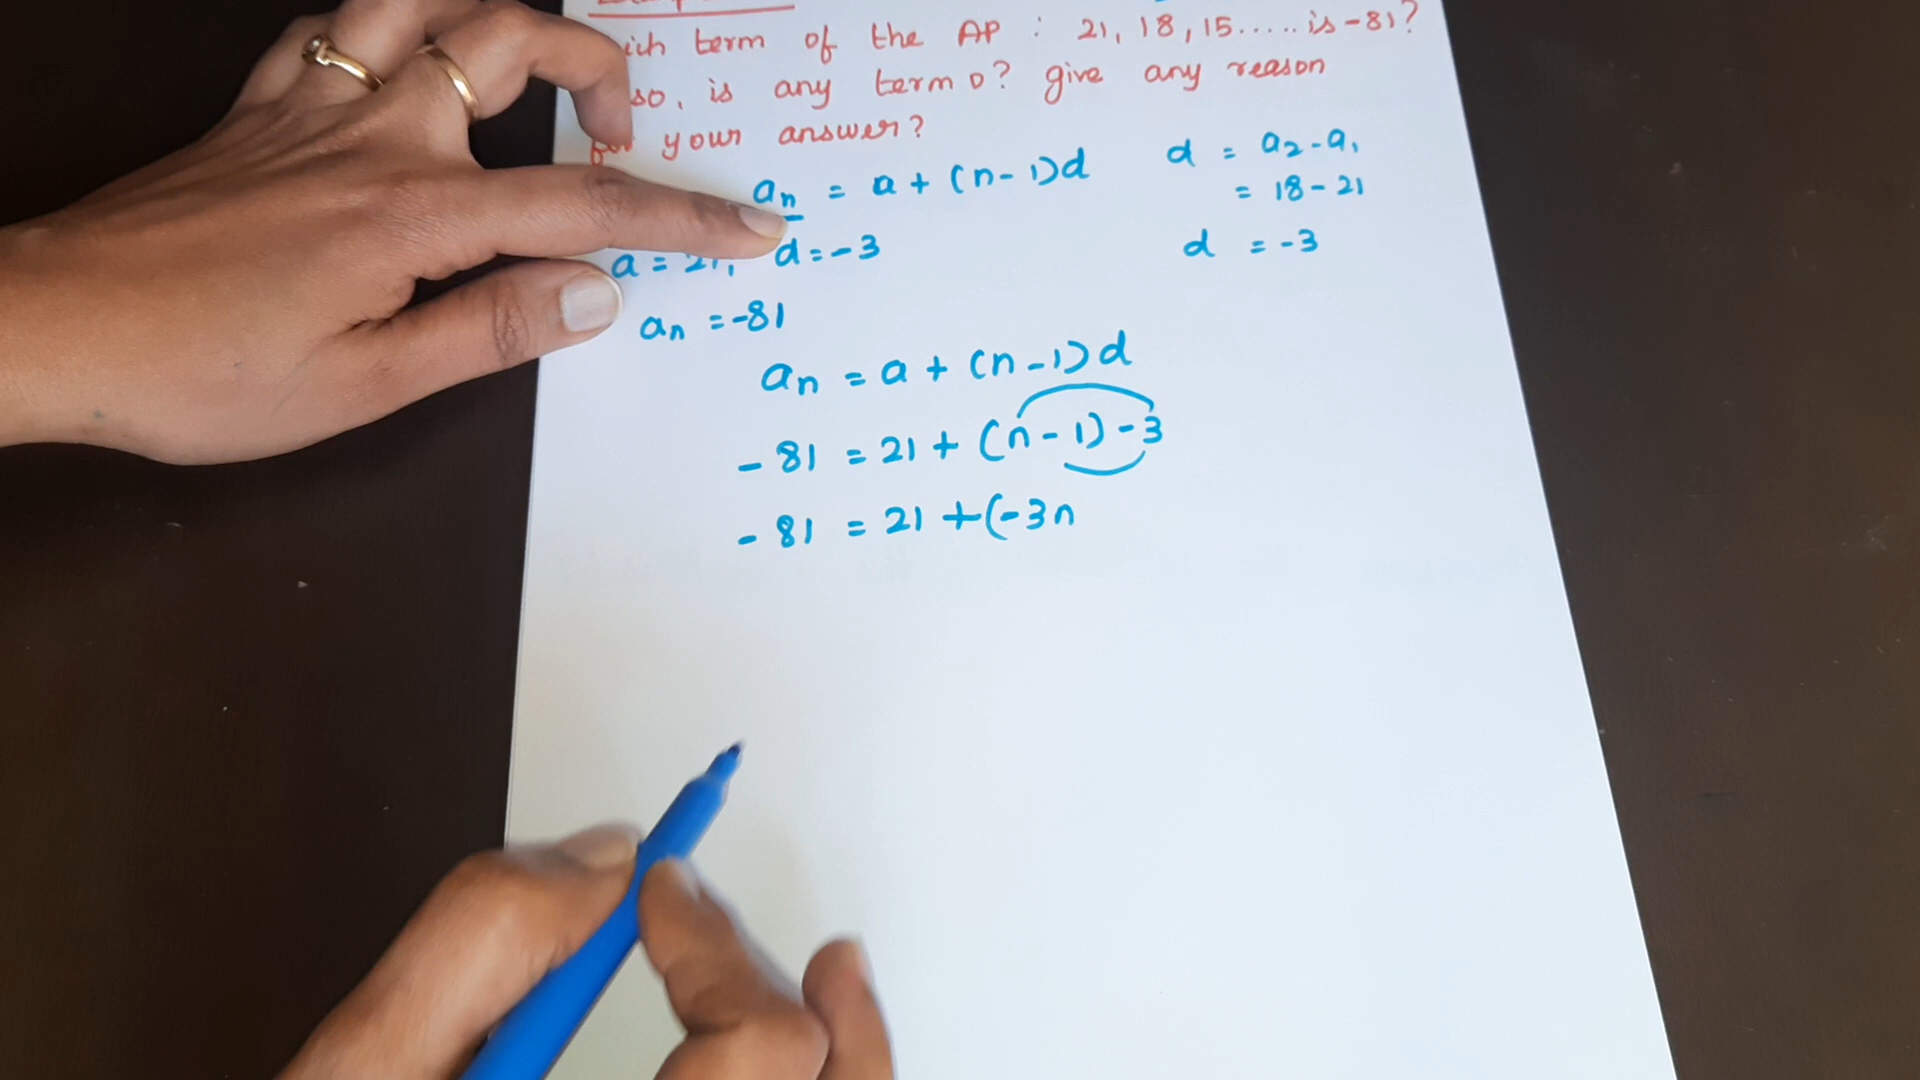 term of the AP : 21, 18, 15..... is -81?
so, is any term 0? give any reason
for your answer?
an = a + (n-1)d
d = a2 - a1
= 18 - 21
d = -3
a = 21, d = -3
an = -81
an = a + (n-1)d
-81 = 21 + (n-1) -3
-81 = 21 + (-3n